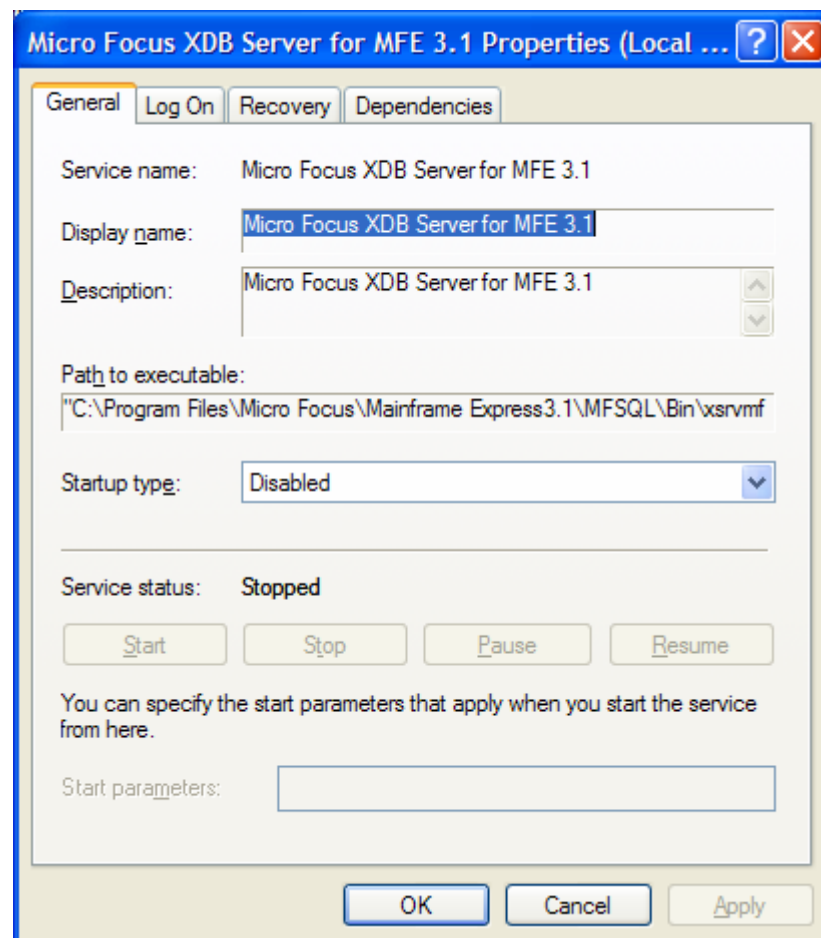 Micro Focus XDB Server for MFE 3.1 Properties (Local ...
General Log On Recovery Dependencies
Service name: Micro Focus XDB Server for MFE 3.1
Display name: Micro Focus XDB Server for MFE 3.1
Description: Micro Focus XDB Server for MFE 3.1
Path to executable:
"C:\Program Files\Micro Focus\Mainframe Express3.1\MFSQL\Bin\xsrvmf
Startup type: Disabled
Service status: Stopped
Start Stop Pause Resume
You can specify the start parameters that apply when you start the service
from here.
Start parameters:
OK Cancel Apply